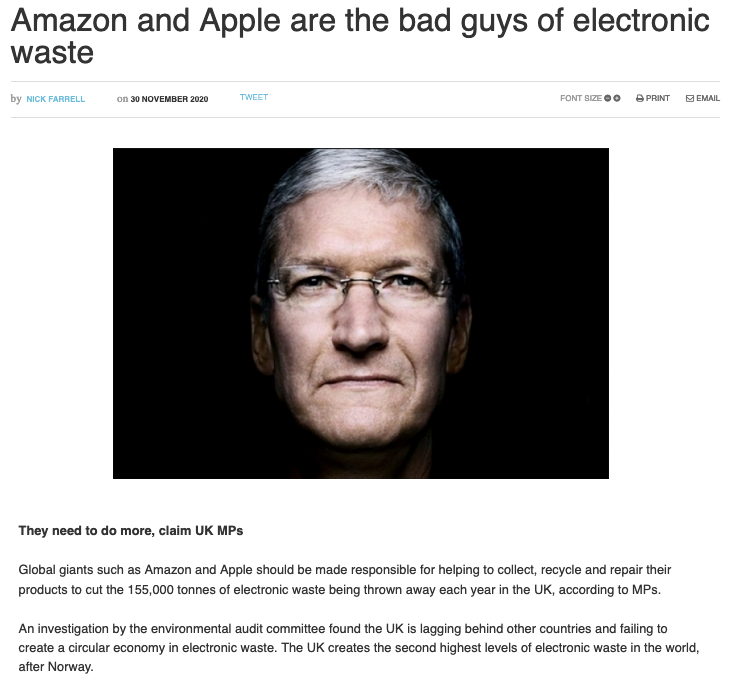 Amazon and Apple are the bad guys of electronic
waste
by NICK FARRELL on 30 NOVEMBER 2020 TWEET FONT SIZE PRINT EMAIL
They need to do more, claim UK MPs
Global giants such as Amazon and Apple should be made responsible for helping to collect, recycle and repair their
products to cut the 155,000 tonnes of electronic waste being thrown away each year in the UK, according to MPs.
An investigation by the environmental audit committee found the UK is lagging behind other countries and failing to
create a circular economy in electronic waste. The UK creates the second highest levels of electronic waste in the world,
after Norway.